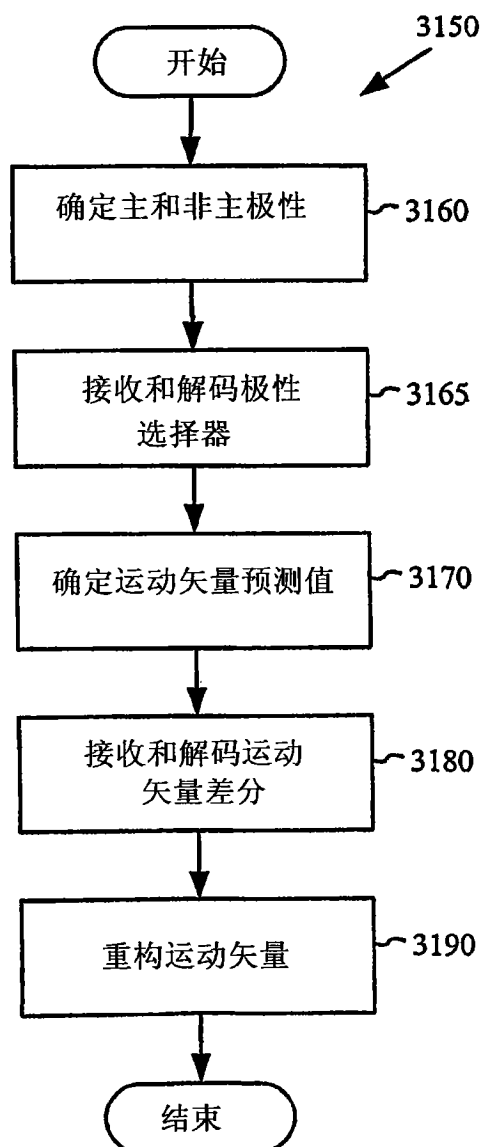 3150
开始
确定主和非主极性
3160
接收和解码极性
选择器
3165
确定运动矢量预测值
3170
接收和解码运动
矢量差分
3180
重构运动矢量
3190
结束